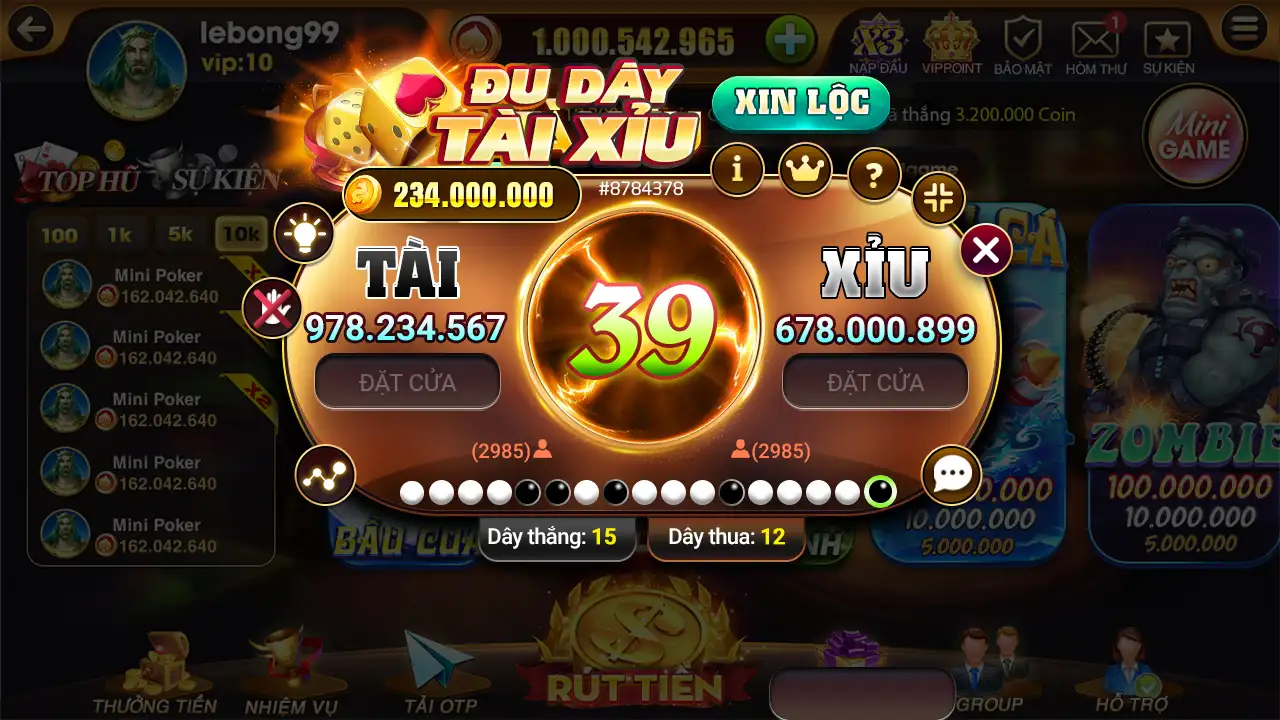 lebong99
vip:10
1.000.542.965
X3
NẠP ĐẦU
VIPPOINT
BẢO MẬT
1
HÒM THƯ
SỰ KIỆN
ĐU DÂY
TÀI XỈU
XIN LỘC
thắng 3.200.000 Coin
Mini
GAME
TOP HŨ
SỰ KIỆN
234.000.000
#8784378
i
?
100
1k
5k
10k
TÀI
XỈU
39
978.234.567
678.000.899
ĐẶT CỬA
ĐẶT CỬA
Mini Poker
162.042.640
Mini Poker
162.042.640
Mini Poker
162.042.640
X2
Mini Poker
162.042.640
Mini Poker
162.042.640
(2985)
(2985)
Dây thắng: 15
Dây thua: 12
BẦU CUA
ZOMBIE
10.000.000
5.000.000
100.000.000
10.000.000
5.000.000
THƯỞNG TIỀN
NHIỆM VỤ
TẢI OTP
RÚT TIỀN
GROUP
HỖ TRỢ